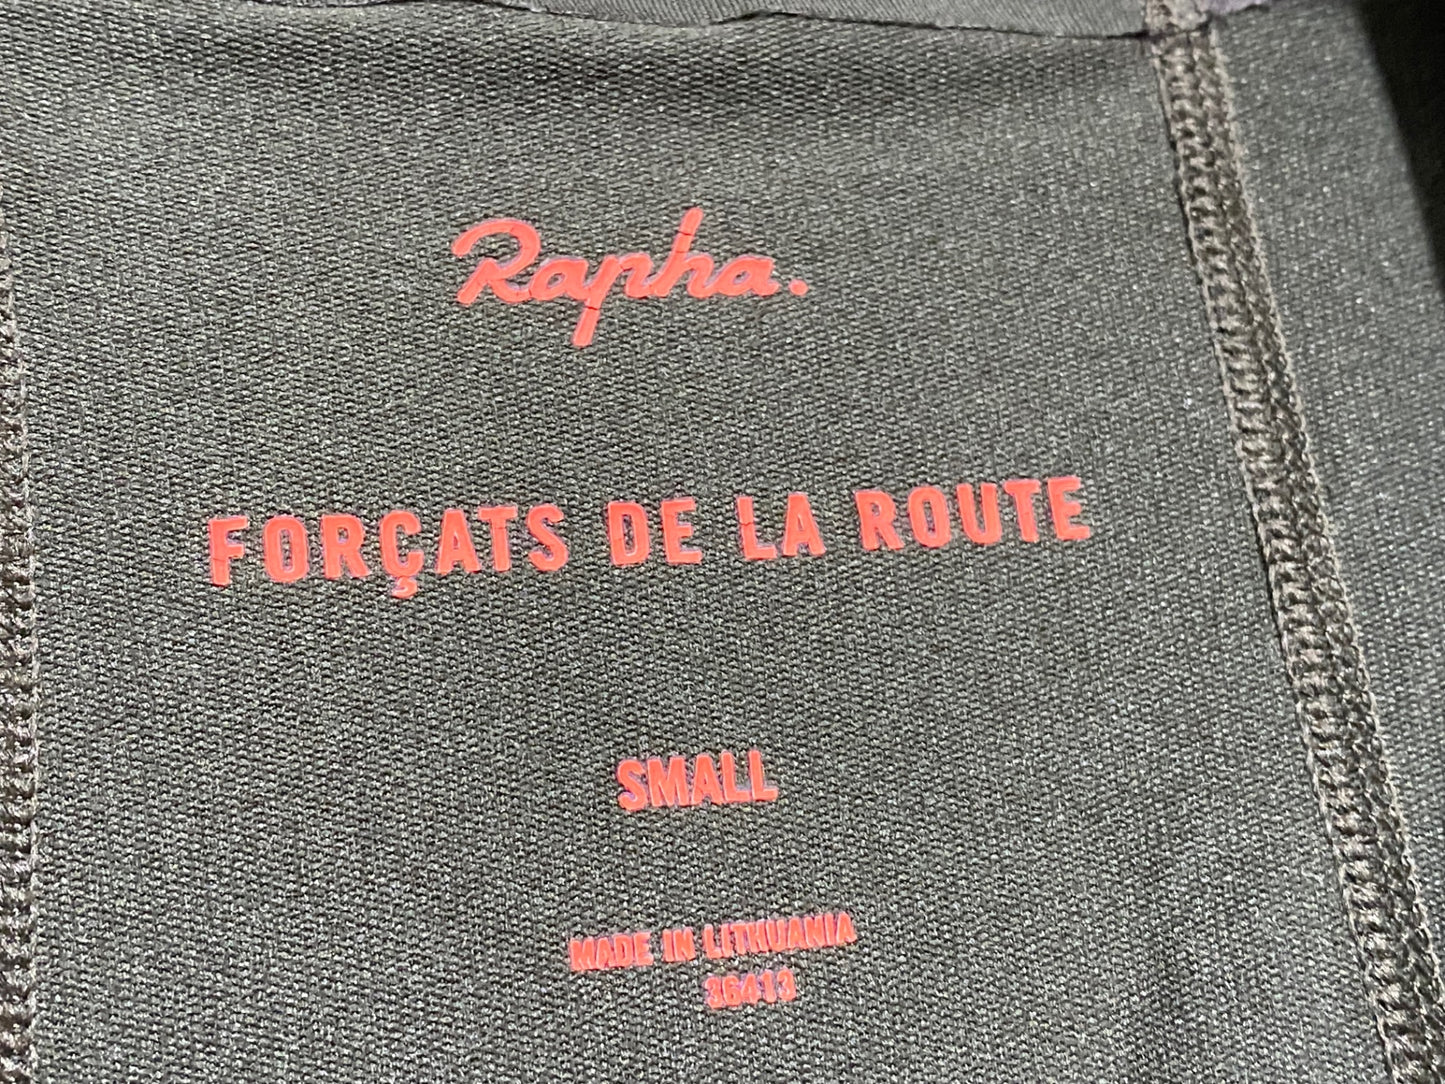 Rapha.
FORÇATS DE LA ROUTE
SMALL
MADE IN LITHUANIA
36413